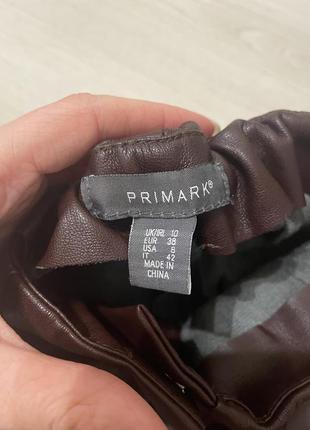 PRIMARK®
UK/IRL 10
EUR 38
USA 6
IT 42
MADE IN
CHINA